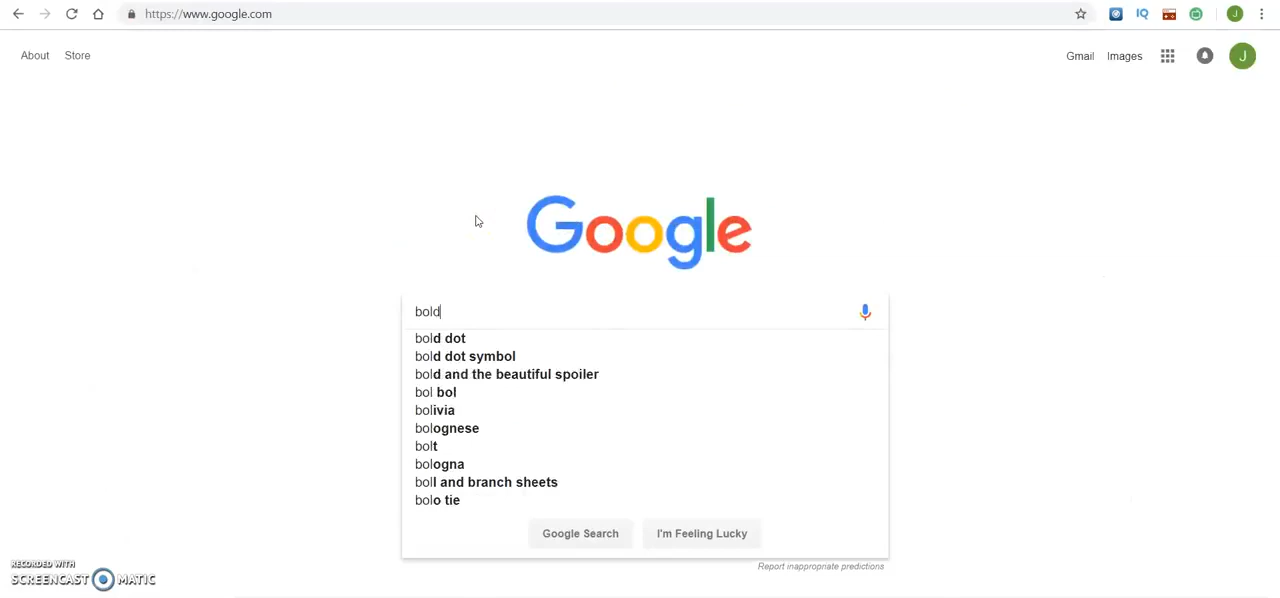 https://www.google.com
IQ
J
About Store
Gmail Images
J
Google
bold
bold dot
bold dot symbol
bold and the beautiful spoiler
bol bol
bolivia
bolognese
bolt
bologna
boll and branch sheets
bolo tie
Google Search I'm Feeling Lucky
Report inappropriate predictions
RECORDED WITH
SCREENCAST MATIC